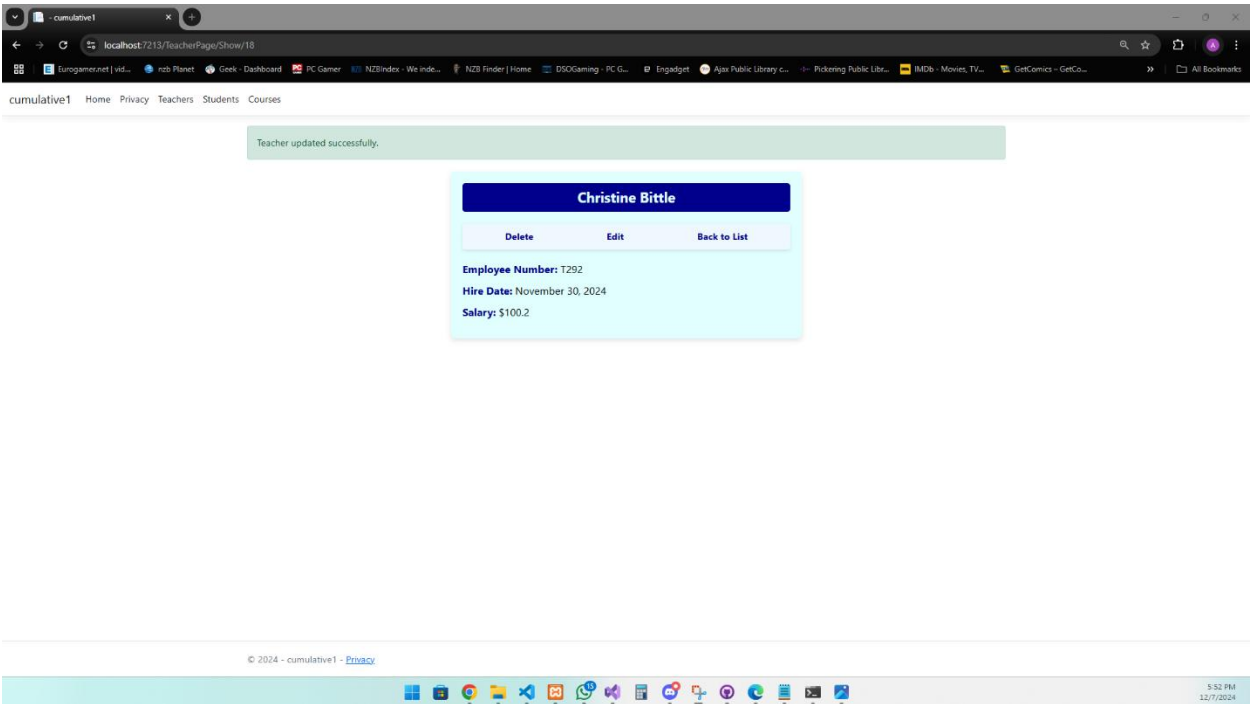 - cumulative1
localhost:7213/TeacherPage/Show/18
Eurogamer.net | vid... nzb Planet Geek - Dashboard PC Gamer NZBIndex - We inde... NZB Finder | Home DSOGaming - PC G... Engadget Ajax Public Library c... Pickering Public Libr... IMDb - Movies, TV... GetComics – GetCo... » All Bookmarks
cumulative1 Home Privacy Teachers Students Courses
Teacher updated successfully.
Christine Bittle
Delete Edit Back to List
Employee Number: T292
Hire Date: November 30, 2024
Salary: $100.2
© 2024 - cumulative1 - Privacy
5:52 PM
12/7/2024